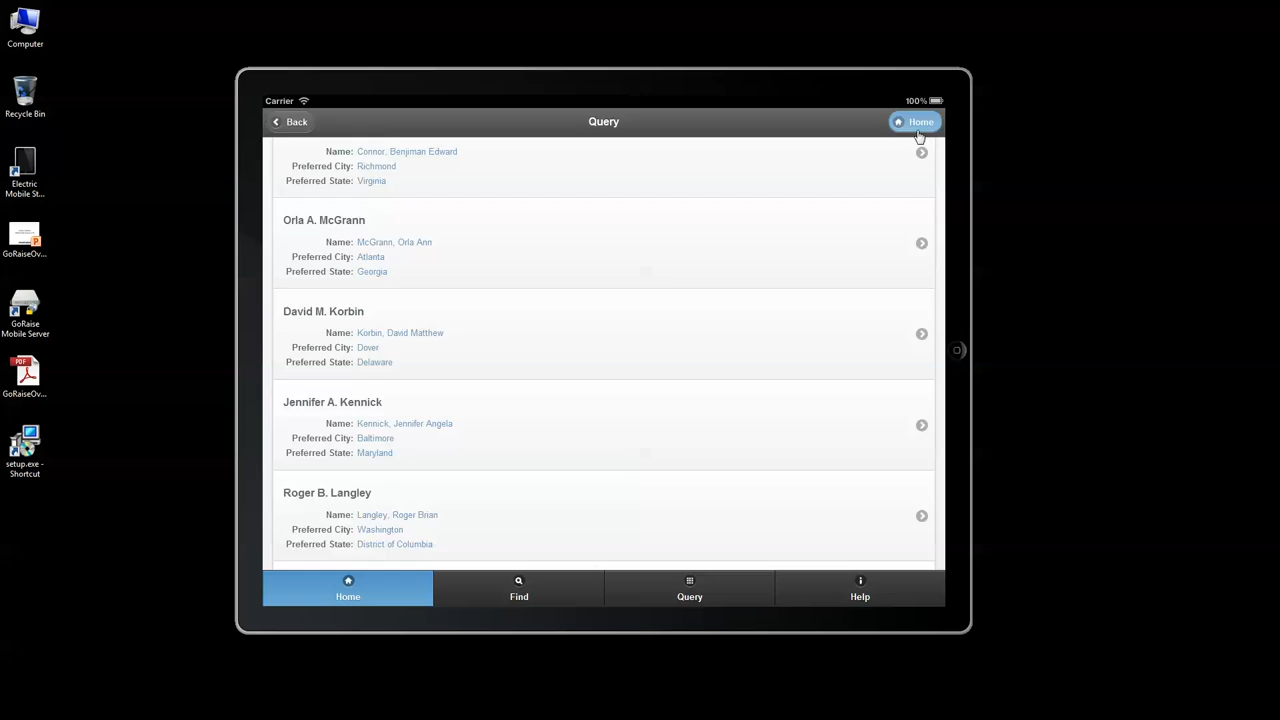 Computer
Recycle Bin
Electric
Mobile St...
GoRaiseOv...
GoRaise
Mobile Server
PDF
GoRaiseOv...
setup.exe -
Shortcut
Carrier
100%
Back
Query
Home
Name: Connor, Benjiman Edward
Preferred City: Richmond
Preferred State: Virginia
Orla A. McGrann
Name: McGrann, Orla Ann
Preferred City: Atlanta
Preferred State: Georgia
David M. Korbin
Name: Korbin, David Matthew
Preferred City: Dover
Preferred State: Delaware
Jennifer A. Kennick
Name: Kennick, Jennifer Angela
Preferred City: Baltimore
Preferred State: Maryland
Roger B. Langley
Name: Langley, Roger Brian
Preferred City: Washington
Preferred State: District of Columbia
Home
Find
Query
Help